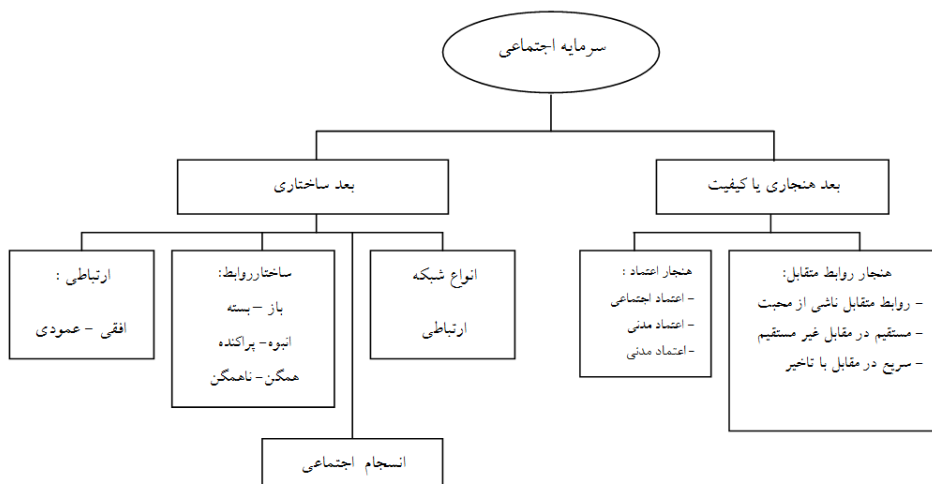 سرمایه اجتماعی
بعد هنجاری یا کیفیت
بعد ساختاری
هنجار روابط متقابل:
- روابط متقابل ناشی از محبت
- مستقیم در مقابل غیر مستقیم
- سریع در مقابل با تاخیر
هنجار اعتماد :
- اعتماد اجتماعی
- اعتماد مدنی
- اعتماد مدنی
انواع شبکه
ارتباطی
ساختارروابط:
باز – بسته
انبوه- پراکنده
همگن – ناهمگن
ارتباطی :
افقی - عمودی
انسجام اجتماعی